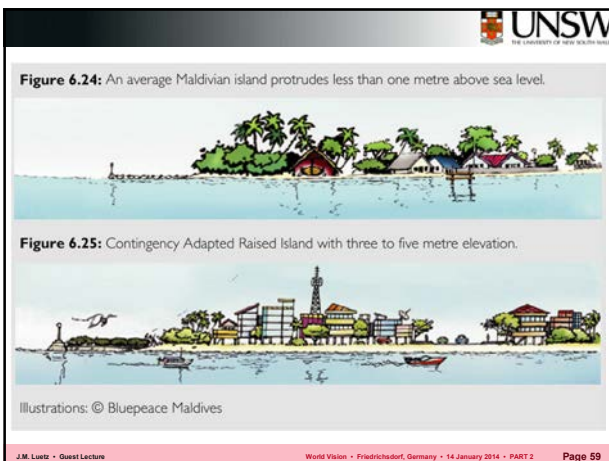 UNSW
THE UNIVERSITY OF NEW SOUTH
Figure 6.24: An average Maldivian island protrudes less than one metre above sea level.
Figure 6.25: Contingency Adapted Raised Island with three to five metre elevation.
Illustrations: © Bluepeace Maldives
J.M. Luetz • Guest Lecture World Vision • Friedrichsdorf, Germany • 14 January 2014 • PART 2 Page 59